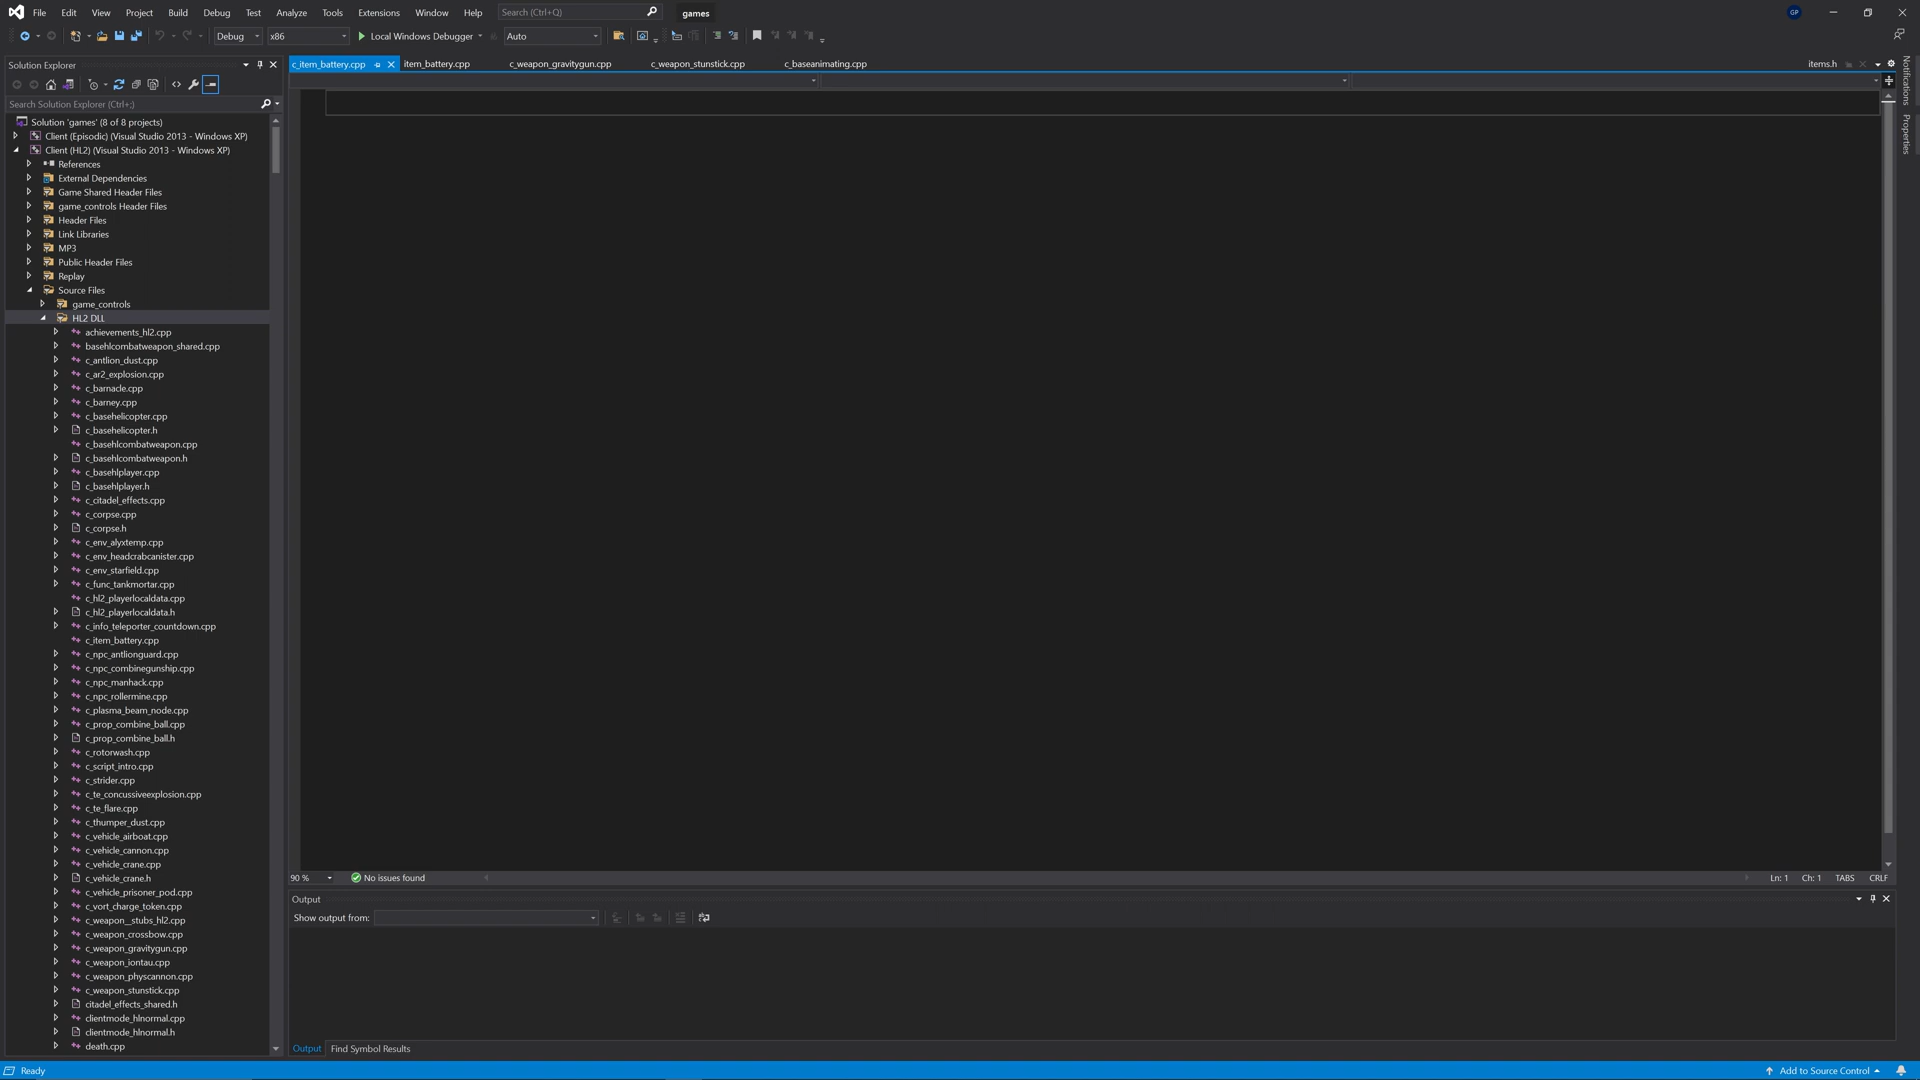 File Edit View Project Build Debug Test Analyze Tools Extensions Window Help Search (Ctrl+Q) games GP
Debug x86 Local Windows Debugger Auto
Solution Explorer
c_item_battery.cpp item_battery.cpp c_weapon_gravitygun.cpp c_weapon_stunstick.cpp c_baseanimating.cpp items.h
Notifications
Properties
Search Solution Explorer (Ctrl+;)
Solution 'games' (8 of 8 projects)
Client (Episodic) (Visual Studio 2013 - Windows XP)
Client (HL2) (Visual Studio 2013 - Windows XP)
References
External Dependencies
Game Shared Header Files
game_controls Header Files
Header Files
Link Libraries
MP3
Public Header Files
Replay
Source Files
game_controls
HL2 DLL
achievements_hl2.cpp
basehlcombatweapon_shared.cpp
c_antlion_dust.cpp
c_ar2_explosion.cpp
c_barnacle.cpp
c_barney.cpp
c_basehelicopter.cpp
c_basehelicopter.h
c_basehlcombatweapon.cpp
c_basehlcombatweapon.h
c_basehlplayer.cpp
c_basehlplayer.h
c_citadel_effects.cpp
c_corpse.cpp
c_corpse.h
c_env_alyxtemp.cpp
c_env_headcrabcanister.cpp
c_env_starfield.cpp
c_func_tankmortar.cpp
c_hl2_playerlocaldata.cpp
c_hl2_playerlocaldata.h
c_info_teleporter_countdown.cpp
c_item_battery.cpp
c_npc_antlionguard.cpp
c_npc_combinegunship.cpp
c_npc_manhack.cpp
c_npc_rollermine.cpp
c_plasma_beam_node.cpp
c_prop_combine_ball.cpp
c_prop_combine_ball.h
c_rotorwash.cpp
c_script_intro.cpp
c_strider.cpp
c_te_concussiveexplosion.cpp
c_te_flare.cpp
c_thumper_dust.cpp
c_vehicle_airboat.cpp
c_vehicle_cannon.cpp
c_vehicle_crane.cpp
c_vehicle_crane.h
c_vehicle_prisoner_pod.cpp
c_vort_charge_token.cpp
c_weapon__stubs_hl2.cpp
c_weapon_crossbow.cpp
c_weapon_gravitygun.cpp
c_weapon_iontau.cpp
c_weapon_physcannon.cpp
c_weapon_stunstick.cpp
citadel_effects_shared.h
clientmode_hlnormal.cpp
clientmode_hlnormal.h
death.cpp
90 % No issues found Ln: 1 Ch: 1 TABS CRLF
Output
Show output from:
Output Find Symbol Results
Ready Add to Source Control